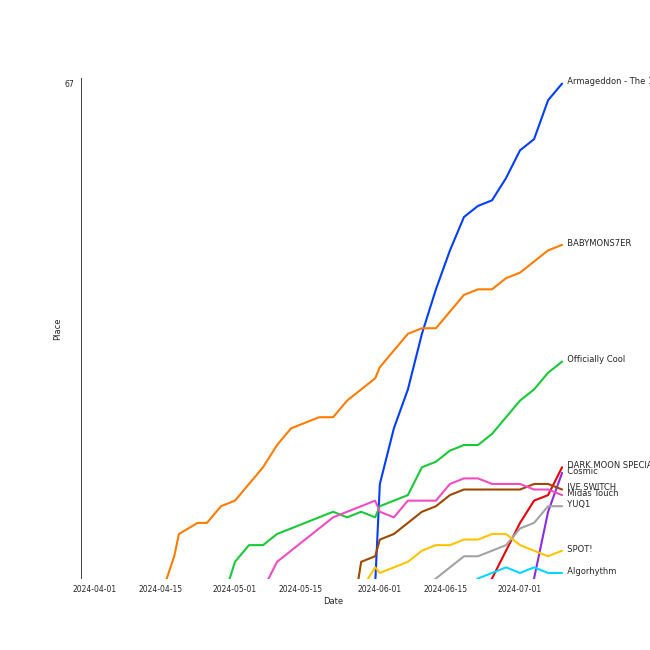 67
Armageddon - The
BABYMONS7ER
Officially Cool
DARK MOON SPECIA
Cosmic
IVE SWITCH
Midas Touch
YUQ1
SPOT!
Algorhythm
Place
2024-04-01 2024-04-15 2024-05-01 2024-05-15 2024-06-01 2024-06-15 2024-07-01
Date